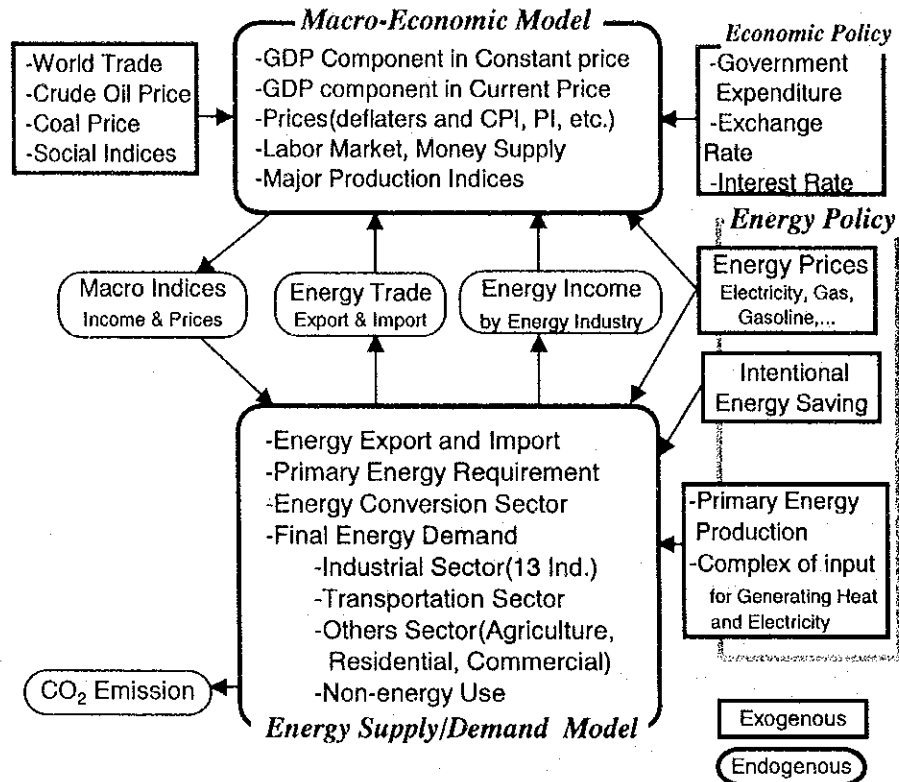 Macro-Economic Model
-GDP Component in Constant price
-GDP component in Current Price
-Prices(deflaters and CPI, PI, etc.)
-Labor Market, Money Supply
-Major Production Indices
-World Trade
-Crude Oil Price
-Coal Price
-Social Indices
Economic Policy
-Government
Expenditure
-Exchange
Rate
-Interest Rate
Energy Policy
Energy Prices
Electricity, Gas,
Gasoline,...
Intentional
Energy Saving
-Primary Energy
Production
-Complex of input
for Generating Heat
and Electricity
Macro Indices
Income & Prices
Energy Trade
Export & Import
Energy Income
by Energy Industry
-Energy Export and Import
-Primary Energy Requirement
-Energy Conversion Sector
-Final Energy Demand
-Industrial Sector(13 Ind.)
-Transportation Sector
-Others Sector(Agriculture,
Residential, Commercial)
-Non-energy Use
Energy Supply/Demand Model
CO₂ Emission
Exogenous
Endogenous